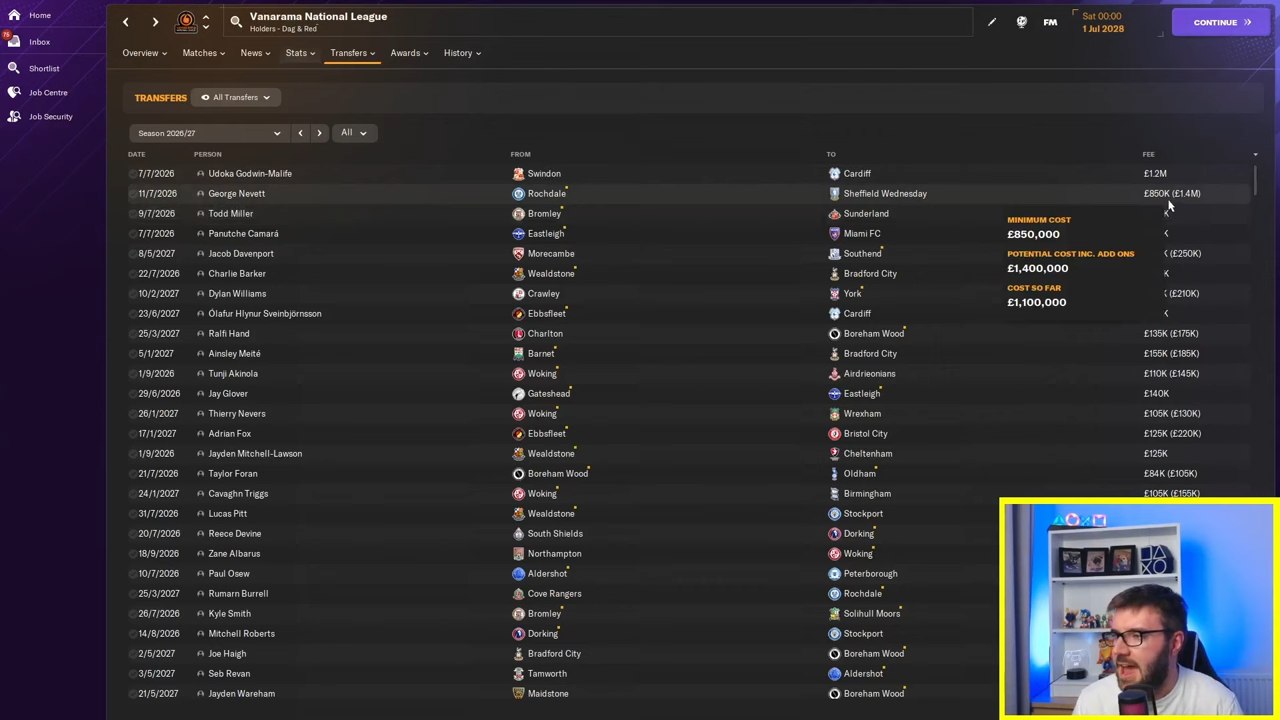 Home
75
Inbox
Shortlist
Job Centre
Job Security
Vanarama National League
Holders - Dag & Red
FM
Sat 00:00
1 Jul 2028
CONTINUE
Overview
Matches
News
Stats
Transfers
Awards
History
TRANSFERS
All Transfers
Season 2026/27
All
DATE PERSON FROM TO FEE
7/7/2026 Udoka Godwin-Malife Swindon Cardiff £1.2M
11/7/2026 George Nevett Rochdale Sheffield Wednesday £850K (£1.4M)
9/7/2026 Todd Miller Bromley Sunderland K
7/7/2026 Panutche Camará Eastleigh Miami FC K
8/5/2027 Jacob Davenport Morecambe Southend K (£250K)
22/7/2026 Charlie Barker Wealdstone Bradford City K
10/2/2027 Dylan Williams Crawley York K (£210K)
23/6/2027 Ólafur Hlynur Sveinbjörnsson Ebbsfleet Cardiff K
25/3/2027 Ralfi Hand Charlton Boreham Wood £135K (£175K)
5/1/2027 Ainsley Meité Barnet Bradford City £155K (£185K)
1/9/2026 Tunji Akinola Woking Airdrieonians £110K (£145K)
29/6/2026 Jay Glover Gateshead Eastleigh £140K
26/1/2027 Thierry Nevers Woking Wrexham £105K (£130K)
17/1/2027 Adrian Fox Ebbsfleet Bristol City £125K (£220K)
1/9/2026 Jayden Mitchell-Lawson Wealdstone Cheltenham £125K
21/7/2026 Taylor Foran Boreham Wood Oldham £84K (£105K)
24/1/2027 Cavaghn Triggs Woking Birmingham £105K (£155K)
31/7/2026 Lucas Pitt Wealdstone Stockport
20/7/2026 Reece Devine South Shields Dorking
18/9/2026 Zane Albarus Northampton Woking
10/7/2026 Paul Osew Aldershot Peterborough
25/3/2027 Rumarn Burrell Cove Rangers Rochdale
26/7/2026 Kyle Smith Bromley Solihull Moors
14/8/2026 Mitchell Roberts Dorking Stockport
2/5/2027 Joe Haigh Bradford City Boreham Wood
3/5/2027 Seb Revan Tamworth Aldershot
21/5/2027 Jayden Wareham Maidstone Boreham Wood
MINIMUM COST
£850,000
POTENTIAL COST INC. ADD ONS
£1,400,000
COST SO FAR
£1,100,000